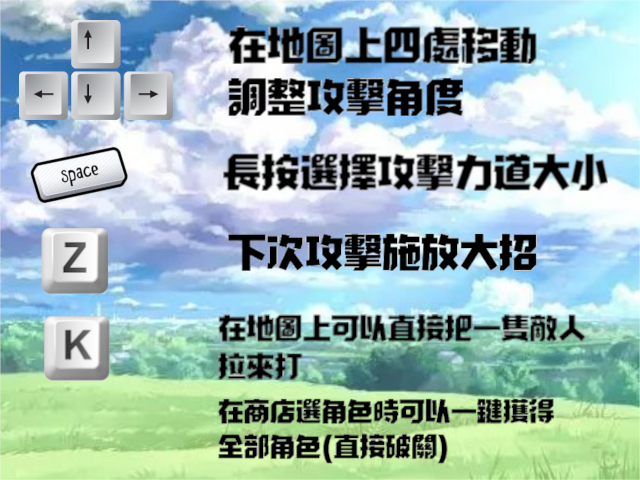 ↑
← ↓ →
在地圖上四處移動
調整攻擊角度
space
長按選擇攻擊力道大小
Z
下次攻擊施放大招
K
在地圖上可以直接把一隻敵人
拉來打
在商店選角色時可以一鍵獲得
全部角色(直接破關)